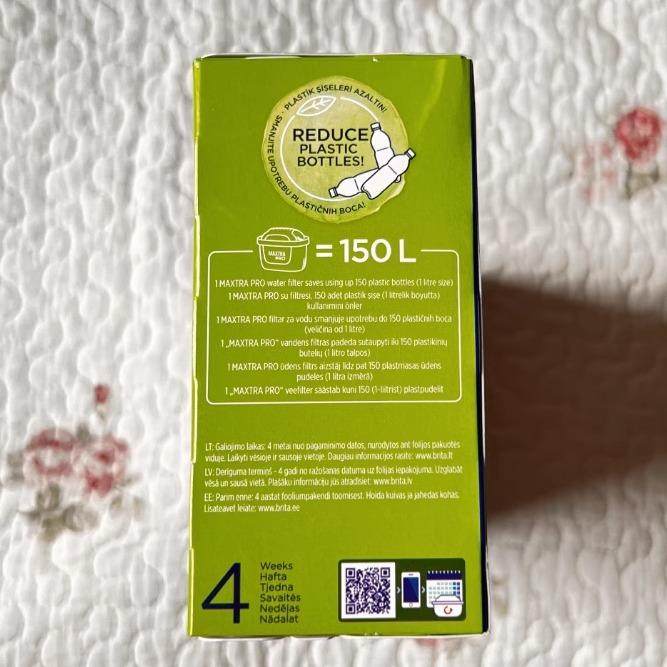 PLASTİK ŞİŞELERİ AZALTIN!
REDUCE
PLASTIC
BOTTLES!
SMANJITE UPOTREBU PLASTIČNIH BOCA!
MAXTRA
PRO
= 150 L
1 MAXTRA PRO water filter saves using up 150 plastic bottles (1 litre size)
1 MAXTRA PRO su filtresi, 150 adet plastik şişe (1 litrelik boyutta)
kullanımını önler
1 MAXTRA PRO filtar za vodu smanjuje upotrebu do 150 plastičnih boca
(veličina od 1 litre)
1 „MAXTRA PRO" vandens filtras padeda sutaupyti iki 150 plastikinių
butelių (1 litro talpos)
1 MAXTRA PRO ūdens filtrs aizstāj līdz pat 150 plastmasas ūdens
pudeles (1 litra izmērā)
1 „MAXTRA PRO" veefilter säästab kuni 150 (1-liitrist) plastpudelit
LT: Galiojimo laikas: 4 metai nuo pagaminimo datos, nurodytos ant folijos pakuotės
viduje. Laikyti vėsioje ir sausoje vietoje. Daugiau informacijos rasite: www.brita.lt
LV: Derīguma termiņš - 4 gadi no ražošanas datuma uz folijas iepakojuma. Uzglabāt
vēsā un sausā vietā. Plašāku informāciju jūs atradīsiet: www.brita.lv
EE: Parim enne: 4 aastat fooliumpakendi tootmisest. Hoida kuivas ja jahedas kohas.
Lisateavet leiate: www.brita.ee
4
Weeks
Hafta
Tjedna
Savaitės
Nedēļas
Nädalat